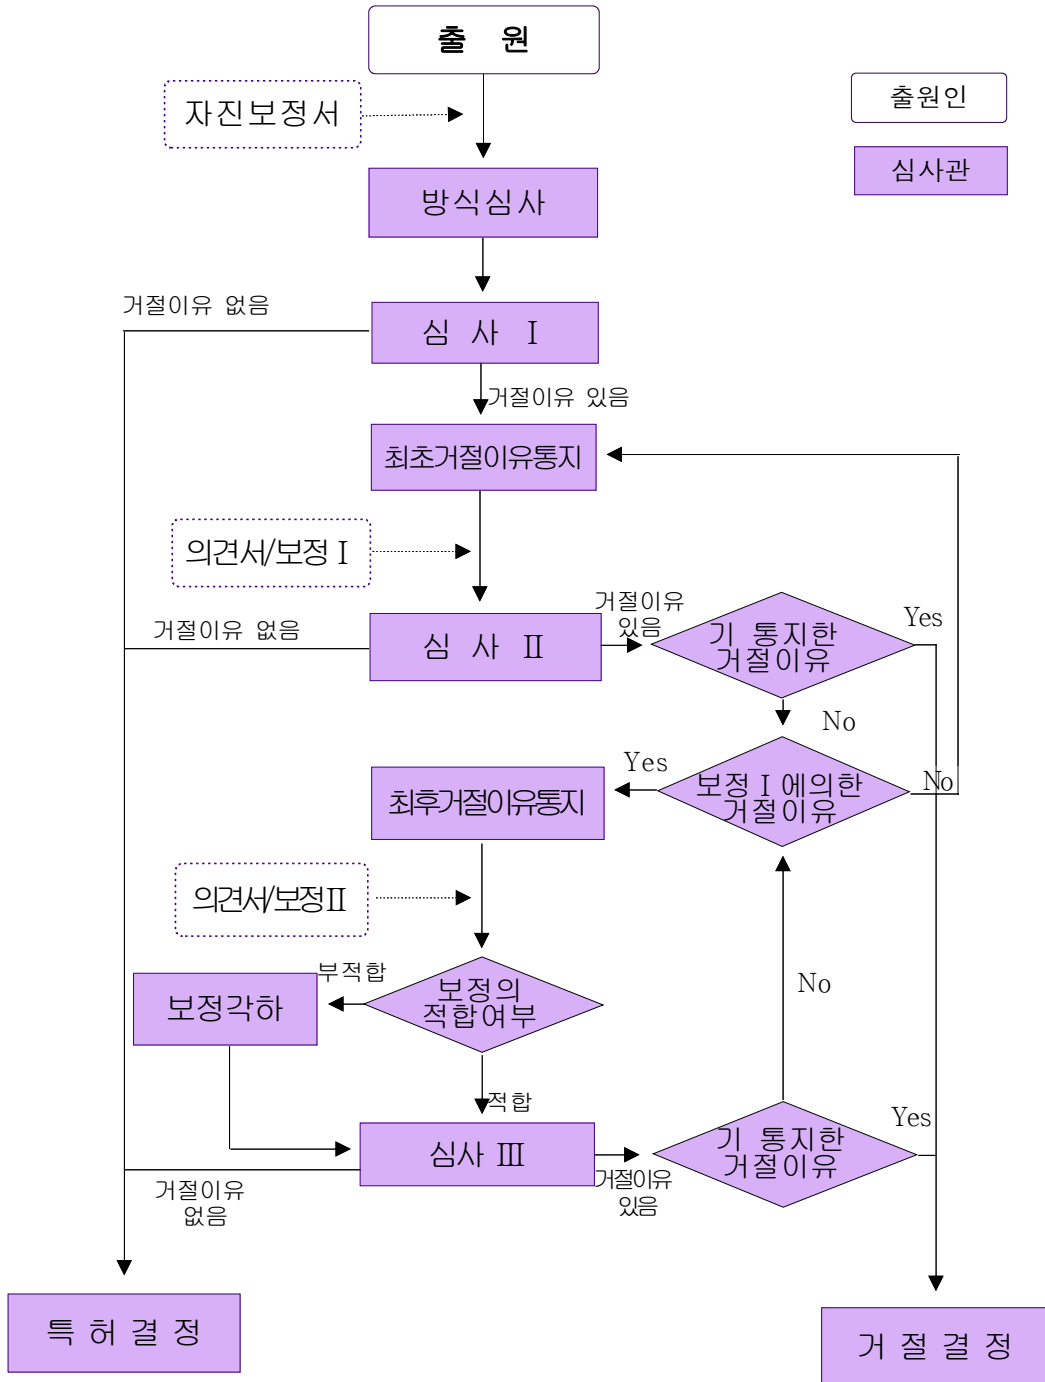 출 원
자진보정서
출원인
심사관
방식심사
거절이유 없음
심 사 Ⅰ
거절이유 있음
최초거절이유통지
의견서/보정Ⅰ
거절이유 없음
심 사 Ⅱ
거절이유
있음
기 통지한
거절이유
Yes
No
Yes
보정Ⅰ에의한
거절이유
No
최후거절이유통지
의견서/보정Ⅱ
부적합
보정각하
보정의
적합여부
No
적합
심사 Ⅲ
거절이유
있음
기 통지한
거절이유
Yes
거절이유
없음
특 허 결 정
거 절 결 정